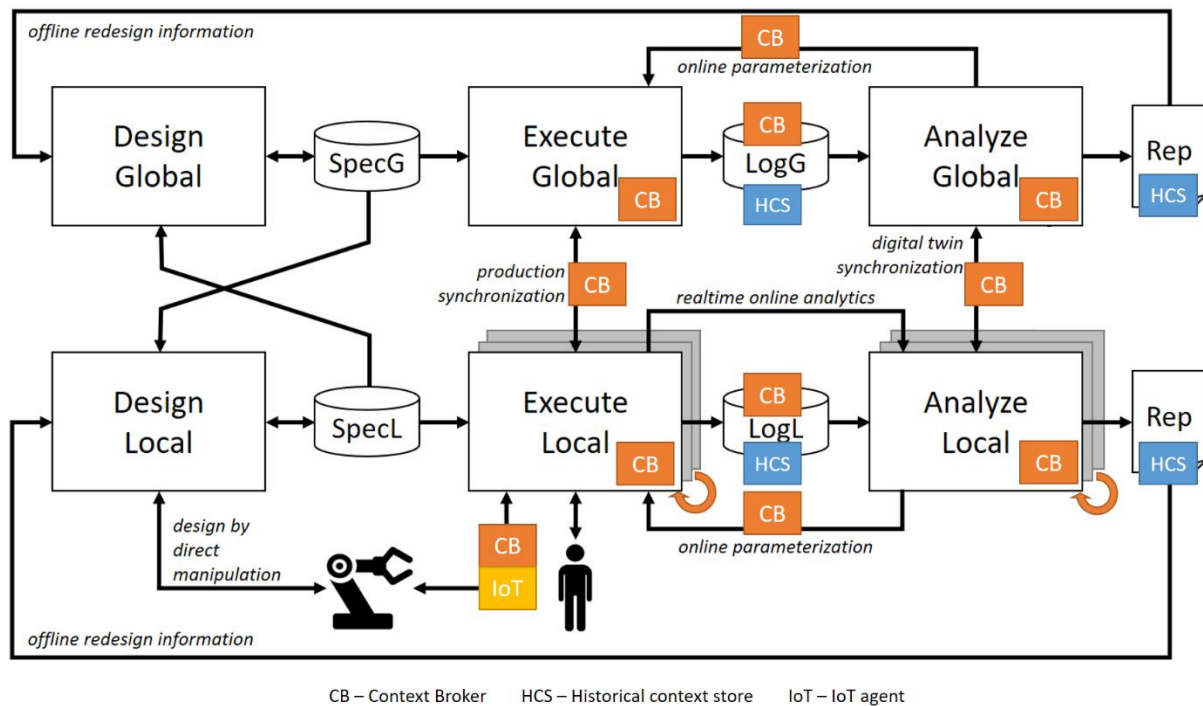 offline redesign information
CB
online parameterization
Design
Global
SpecG
Execute
Global
CB
CB
LogG
HCS
Analyze
Global
CB
Rep
HCS
production
synchronization
CB
digital twin
synchronization
CB
realtime online analytics
Design
Local
SpecL
Execute
Local
CB
CB
LogL
HCS
Analyze
Local
CB
Rep
HCS
CB
online parameterization
design by
direct
manipulation
CB
IoT
offline redesign information
CB – Context Broker HCS – Historical context store IoT – IoT agent